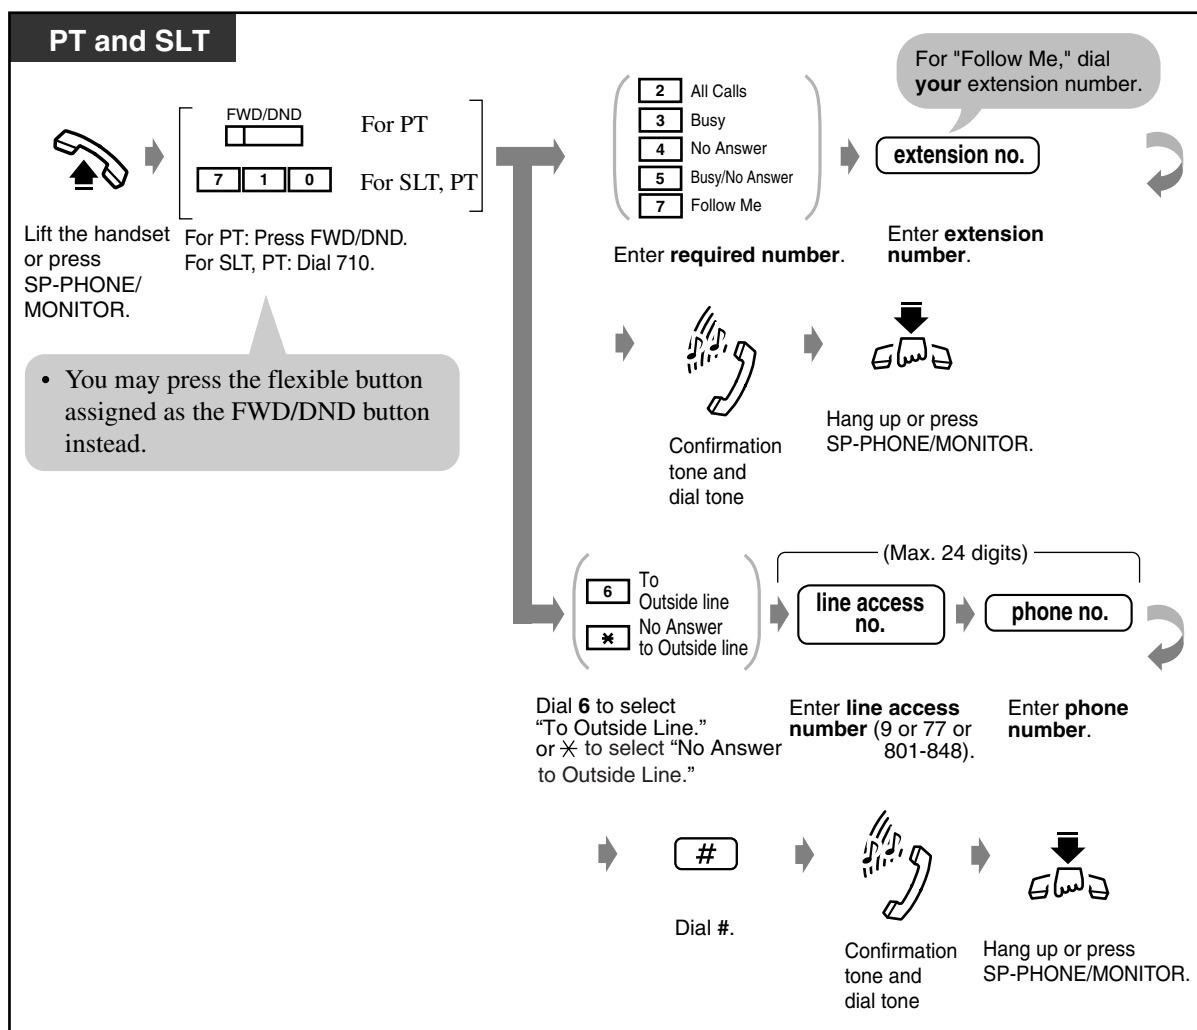 PT and SLT
FWD/DND
For PT
7 1 0
For SLT, PT
Lift the handset
or press
SP-PHONE/
MONITOR.
For PT: Press FWD/DND.
For SLT, PT: Dial 710.
• You may press the flexible button
assigned as the FWD/DND button
instead.
2 All Calls
3 Busy
4 No Answer
5 Busy/No Answer
7 Follow Me
Enter required number.
For "Follow Me," dial
your extension number.
extension no.
Enter extension
number.
Confirmation
tone and
dial tone
Hang up or press
SP-PHONE/MONITOR.
6 To
Outside line
* No Answer
to Outside line
Dial 6 to select
“To Outside Line.”
or * to select “No Answer
to Outside Line.”
(Max. 24 digits)
line access
no.
Enter line access
number (9 or 77 or
801-848).
phone no.
Enter phone
number.
#
Dial #.
Confirmation
tone and
dial tone
Hang up or press
SP-PHONE/MONITOR.